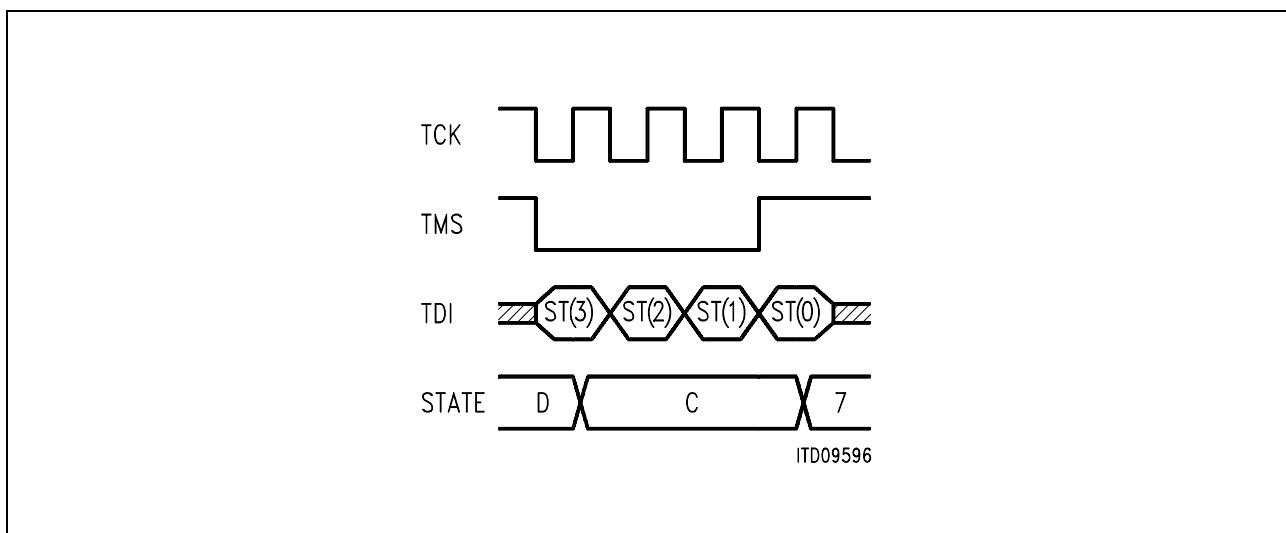 TCK
TMS
TDI ST(3) ST(2) ST(1) ST(0)
STATE D C 7
ITD09596